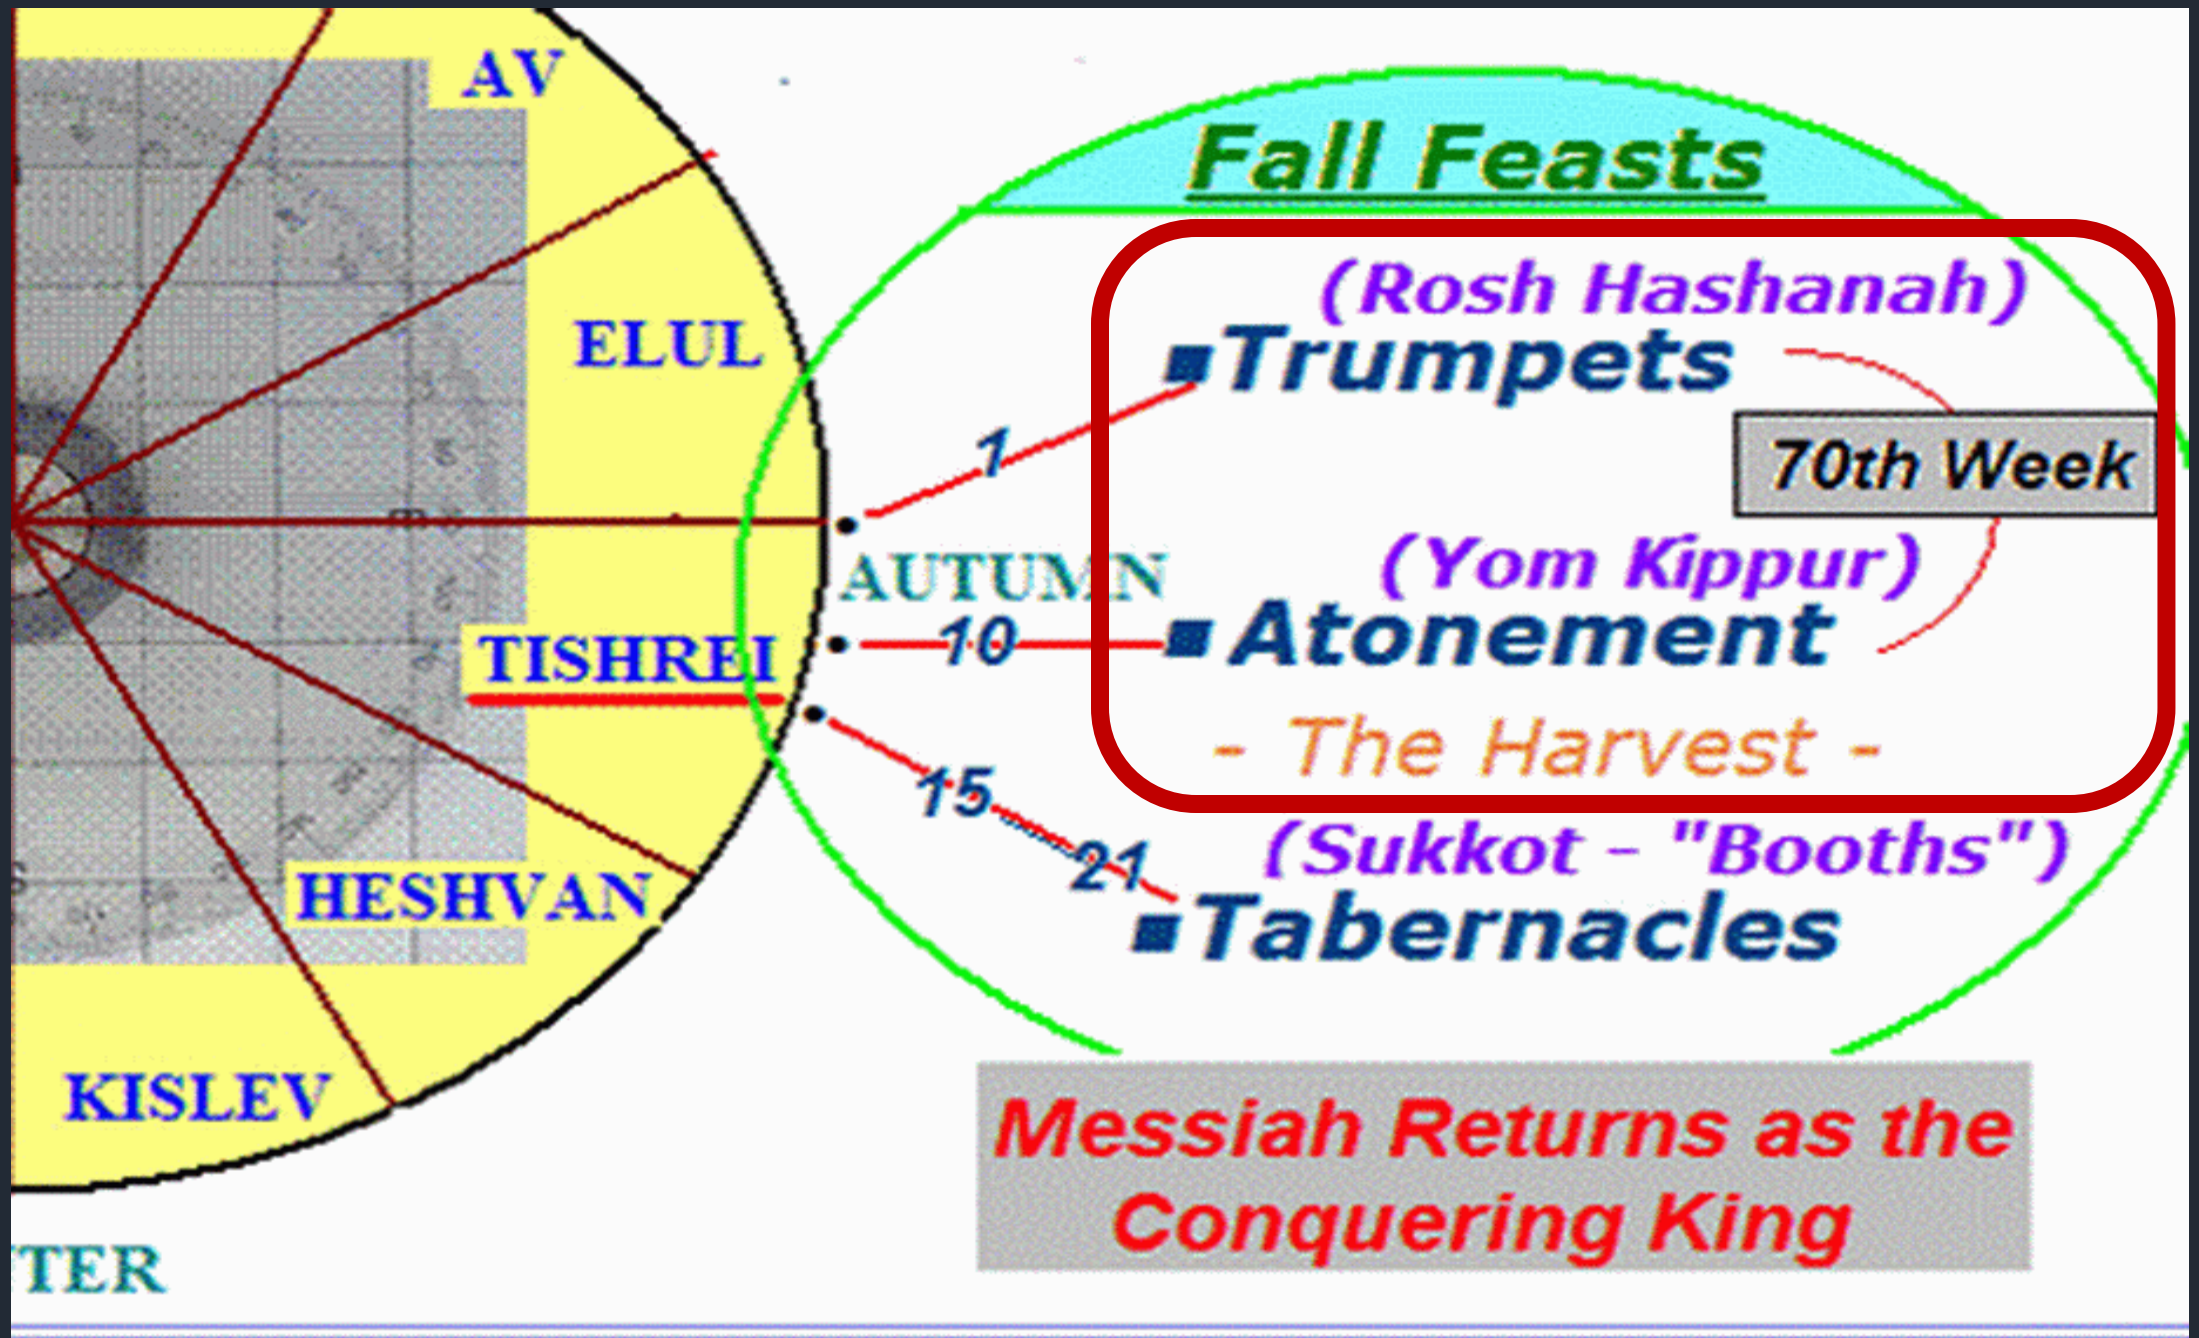 AV
ELUL
TISHREI
HESHVAN
KISLEV
TER
AUTUMN
Fall Feasts
(Rosh Hashanah)
1
▪Trumpets
70th Week
(Yom Kippur)
10
▪Atonement
- The Harvest -
15
21
(Sukkot - "Booths")
▪Tabernacles
Messiah Returns as the
Conquering King